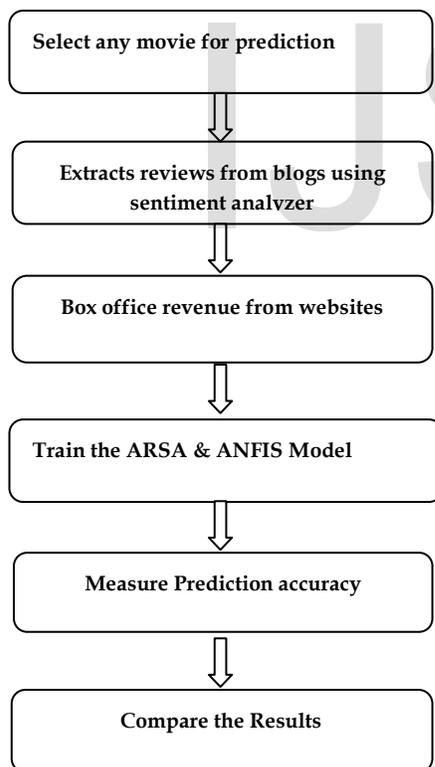 Select any movie for prediction
Extracts reviews from blogs using
sentiment analyzer
Box office revenue from websites
Train the ARSA & ANFIS Model
Measure Prediction accuracy
Compare the Results